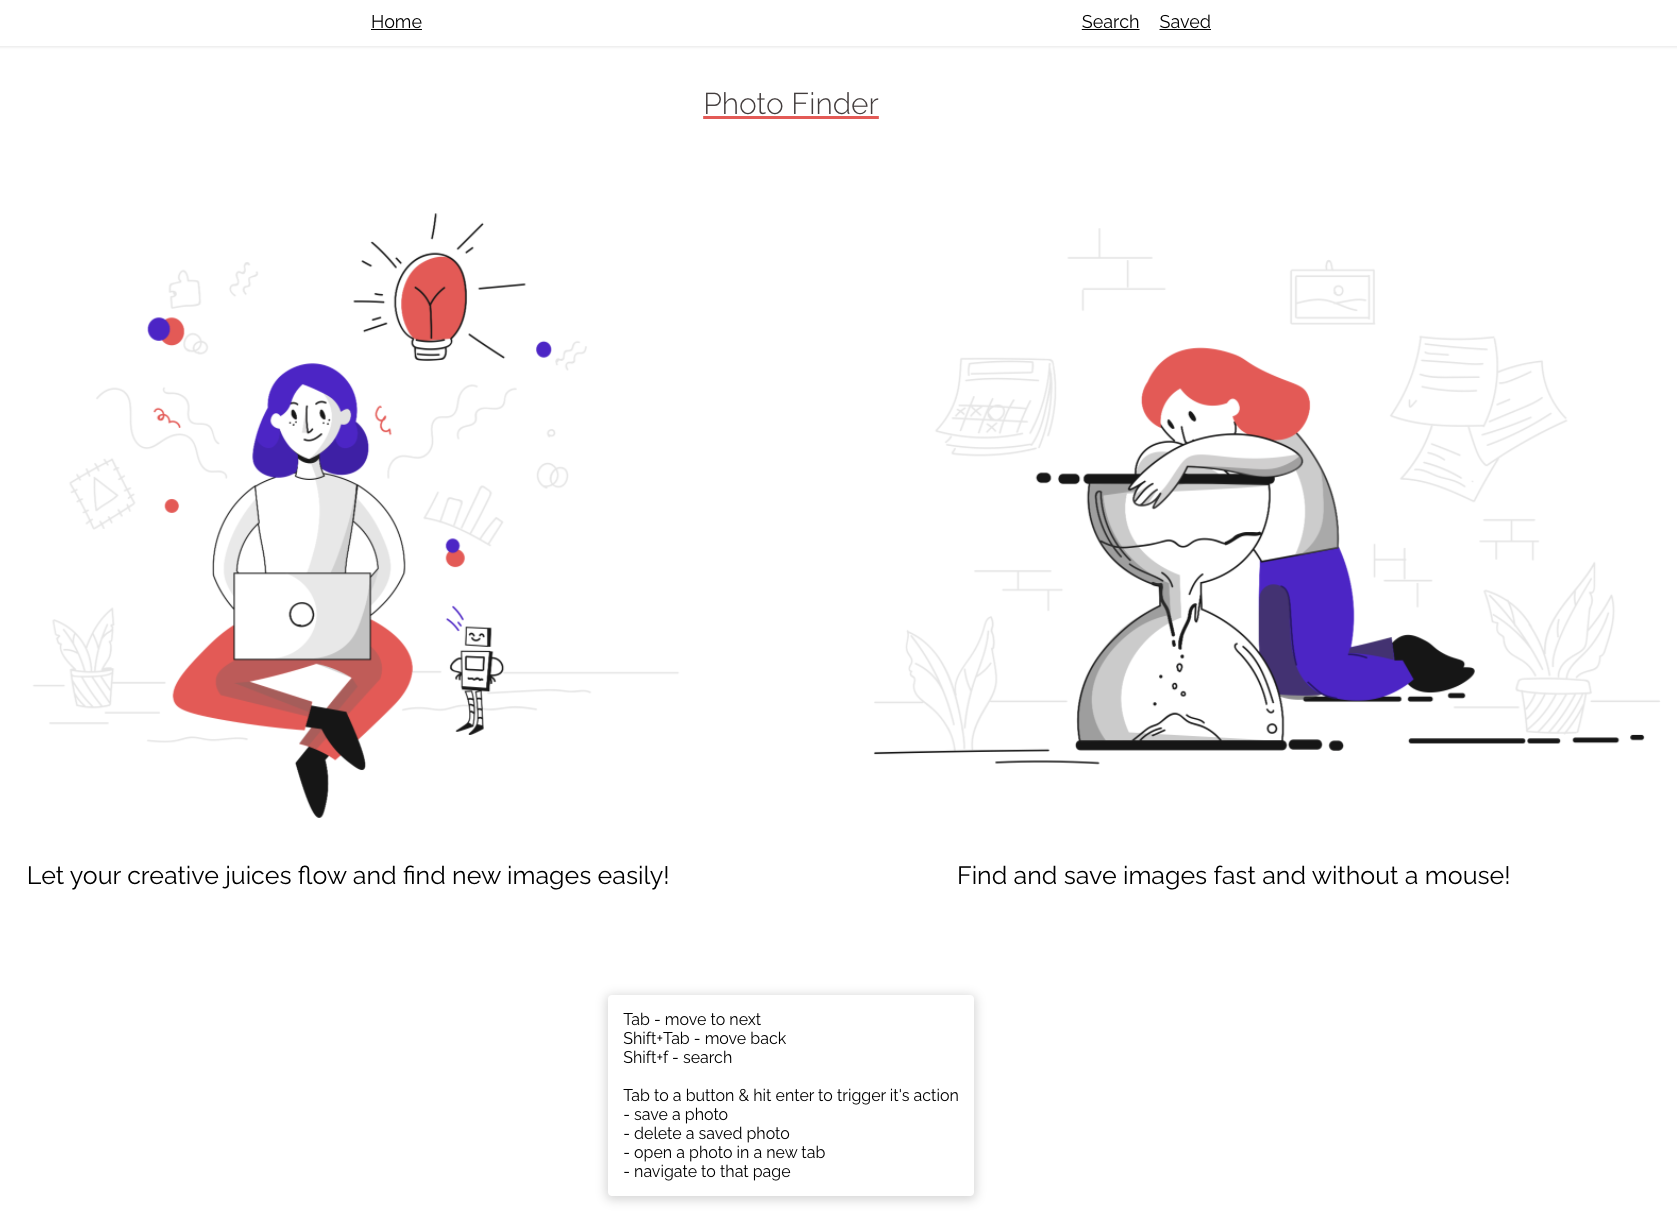 Home
Search Saved
Photo Finder
Let your creative juices flow and find new images easily!
Find and save images fast and without a mouse!
Tab - move to next
Shift+Tab - move back
Shift+f - search
Tab to a button & hit enter to trigger it's action
- save a photo
- delete a saved photo
- open a photo in a new tab
- navigate to that page